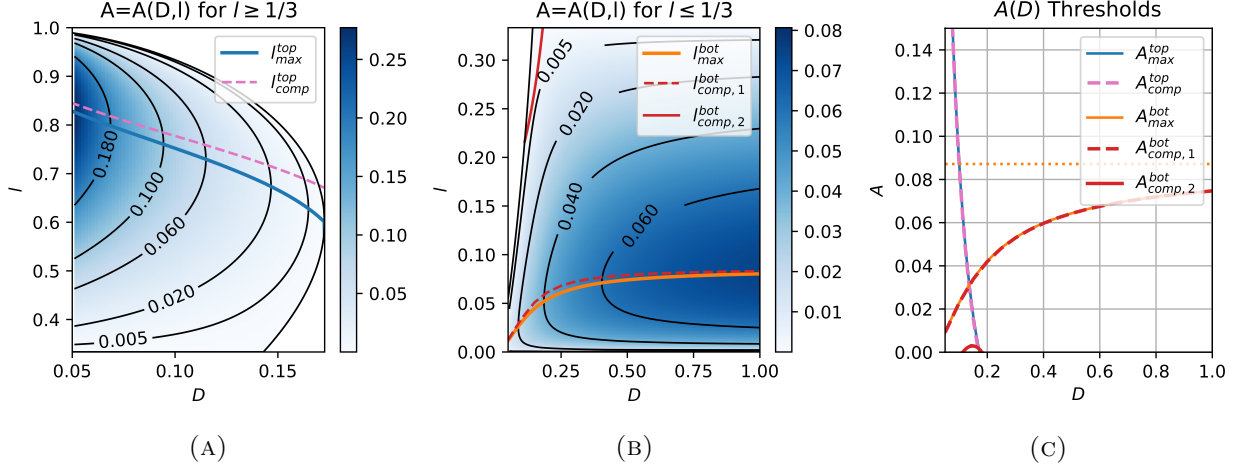 A=A(D,l) for l ≥ 1/3
1.0
0.9
0.8
0.7
0.6
0.5
0.4
l
0.05
0.10
0.15
D
l_max^top
l_comp^top
0.180
0.100
0.060
0.020
0.005
0.25
0.20
0.15
0.10
0.05
(A)
A=A(D,l) for l ≤ 1/3
0.30
0.25
0.20
0.15
0.10
0.05
0.00
l
0.25
0.50
0.75
1.00
D
l_max^bot
l_comp,1^bot
l_comp,2^bot
0.005
0.020
0.040
0.060
0.08
0.07
0.06
0.05
0.04
0.03
0.02
0.01
(B)
A(D) Thresholds
0.14
0.12
0.10
0.08
0.06
0.04
0.02
0.00
A
0.2
0.4
0.6
0.8
1.0
D
A_max^top
A_comp^top
A_max^bot
A_comp,1^bot
A_comp,2^bot
(C)